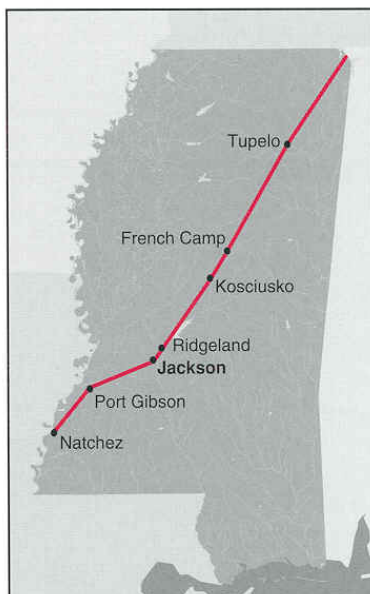 Tupelo
French Camp
Kosciusko
Ridgeland
Jackson
Port Gibson
Natchez